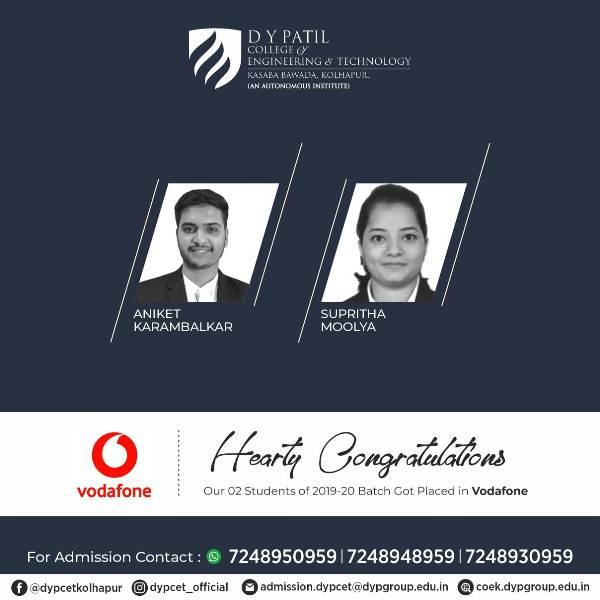 D Y PATIL
COLLEGE of
ENGINEERING & TECHNOLOGY
KASABA BAWADA, KOLHAPUR.
(AN AUTONOMOUS INSTITUTE)
ANIKET
KARAMBALKAR
SUPRITHA
MOOLYA
vodafone
Hearty Congratulations
Our 02 Students of 2019-20 Batch Got Placed in Vodafone
For Admission Contact : 7248950959 | 7248948959 | 7248930959
@dypcetkolhapur dypcet_official admission.dypcet@dypgroup.edu.in coek.dypgroup.edu.in